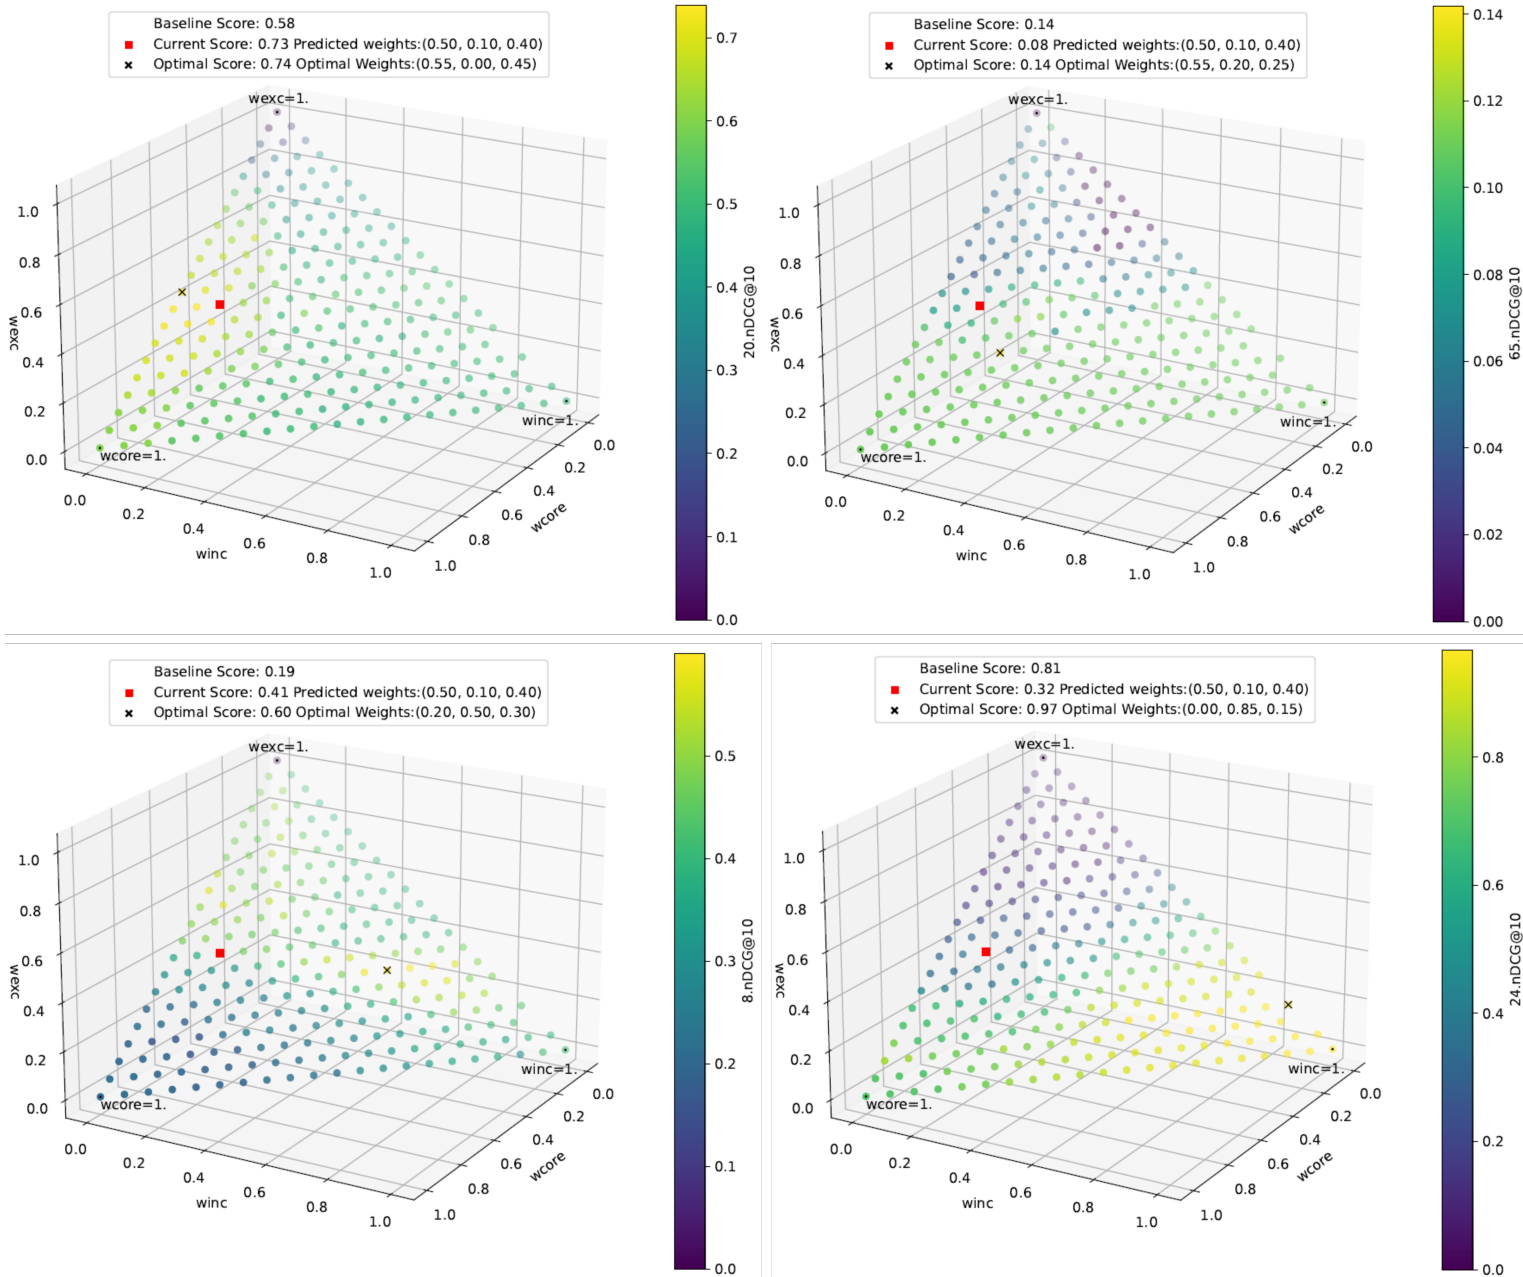 Baseline Score: 0.58
Current Score: 0.73 Predicted weights:(0.50, 0.10, 0.40)
Optimal Score: 0.74 Optimal Weights:(0.55, 0.00, 0.45)
wexc=1.
winc=1.
wcore=1.
1.0
0.8
0.6
0.4
0.2
0.0
wexc
0.0
0.2
0.4
0.6
0.8
1.0
winc
0.0
0.2
0.4
0.6
0.8
1.0
wcore
0.7
0.6
0.5
0.4
0.3
0.2
0.1
0.0
20.nDCG@10
Baseline Score: 0.14
Current Score: 0.08 Predicted weights:(0.50, 0.10, 0.40)
Optimal Score: 0.14 Optimal Weights:(0.55, 0.20, 0.25)
wexc=1.
winc=1.
wcore=1.
1.0
0.8
0.6
0.4
0.2
0.0
wexc
0.0
0.2
0.4
0.6
0.8
1.0
winc
0.0
0.2
0.4
0.6
0.8
1.0
wcore
0.14
0.12
0.10
0.08
0.06
0.04
0.02
0.00
65.nDCG@10
Baseline Score: 0.19
Current Score: 0.41 Predicted weights:(0.50, 0.10, 0.40)
Optimal Score: 0.60 Optimal Weights:(0.20, 0.50, 0.30)
wexc=1.
winc=1.
wcore=1.
1.0
0.8
0.6
0.4
0.2
0.0
wexc
0.0
0.2
0.4
0.6
0.8
1.0
winc
0.0
0.2
0.4
0.6
0.8
1.0
wcore
0.5
0.4
0.3
0.2
0.1
0.0
8.nDCG@10
Baseline Score: 0.81
Current Score: 0.32 Predicted weights:(0.50, 0.10, 0.40)
Optimal Score: 0.97 Optimal Weights:(0.00, 0.85, 0.15)
wexc=1.
winc=1.
wcore=1.
1.0
0.8
0.6
0.4
0.2
0.0
wexc
0.0
0.2
0.4
0.6
0.8
1.0
winc
0.0
0.2
0.4
0.6
0.8
1.0
wcore
0.8
0.6
0.4
0.2
0.0
24.nDCG@10